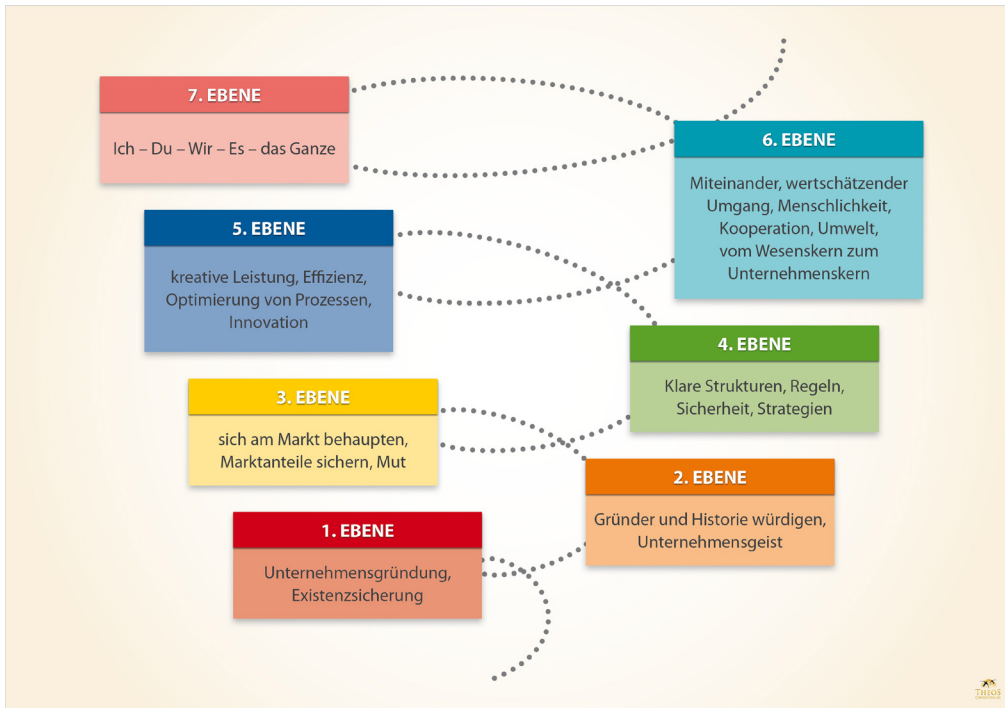 7. EBENE
Ich – Du – Wir – Es – das Ganze
6. EBENE
Miteinander, wertschätzender
Umgang, Menschlichkeit,
Kooperation, Umwelt,
vom Wesenskern zum
Unternehmenskern
5. EBENE
kreative Leistung, Effizienz,
Optimierung von Prozessen,
Innovation
4. EBENE
Klare Strukturen, Regeln,
Sicherheit, Strategien
3. EBENE
sich am Markt behaupten,
Marktanteile sichern, Mut
2. EBENE
Gründer und Historie würdigen,
Unternehmensgeist
1. EBENE
Unternehmensgründung,
Existenzsicherung
THEOS